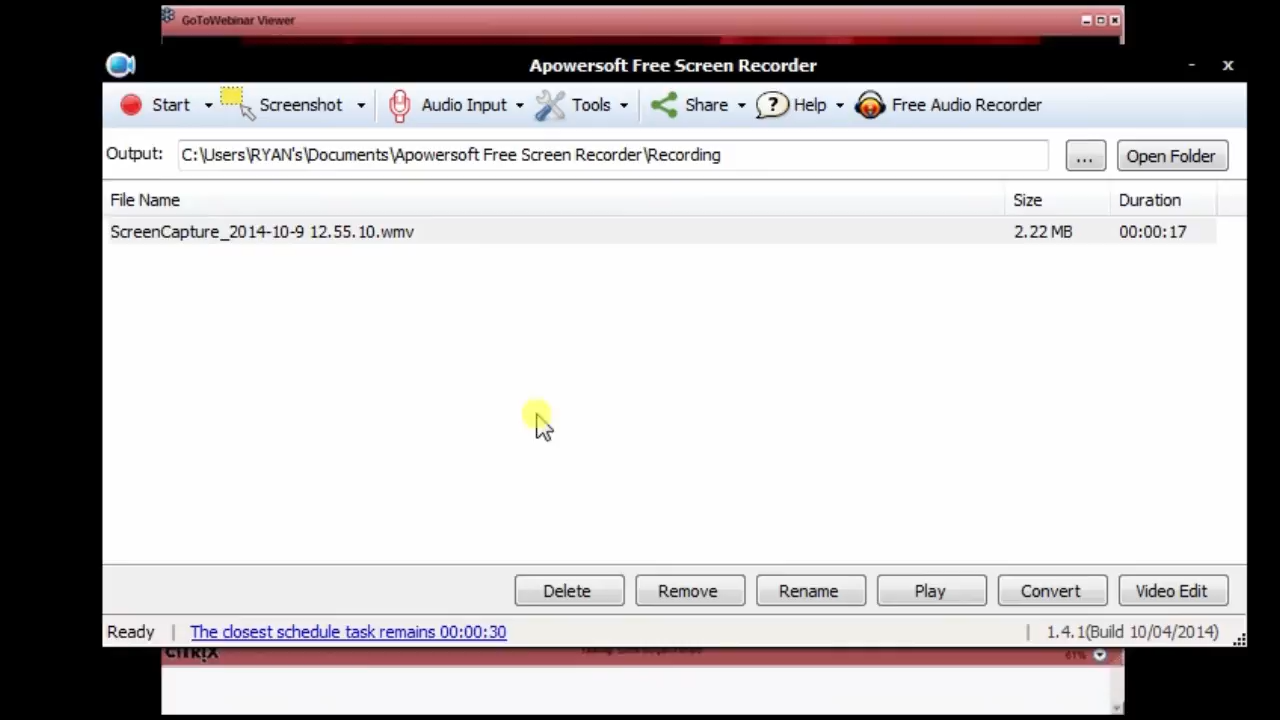 GoToWebinar Viewer
Apowersoft Free Screen Recorder
Start Screenshot Audio Input Tools Share Help Free Audio Recorder
Output: C:\Users\RYAN's\Documents\Apowersoft Free Screen Recorder\Recording ... Open Folder
File Name Size Duration
ScreenCapture_2014-10-9 12.55.10.wmv 2.22 MB 00:00:17
Delete Remove Rename Play Convert Video Edit
Ready | The closest schedule task remains 00:00:30 | 1.4.1(Build 10/04/2014)
CITRIX 61%